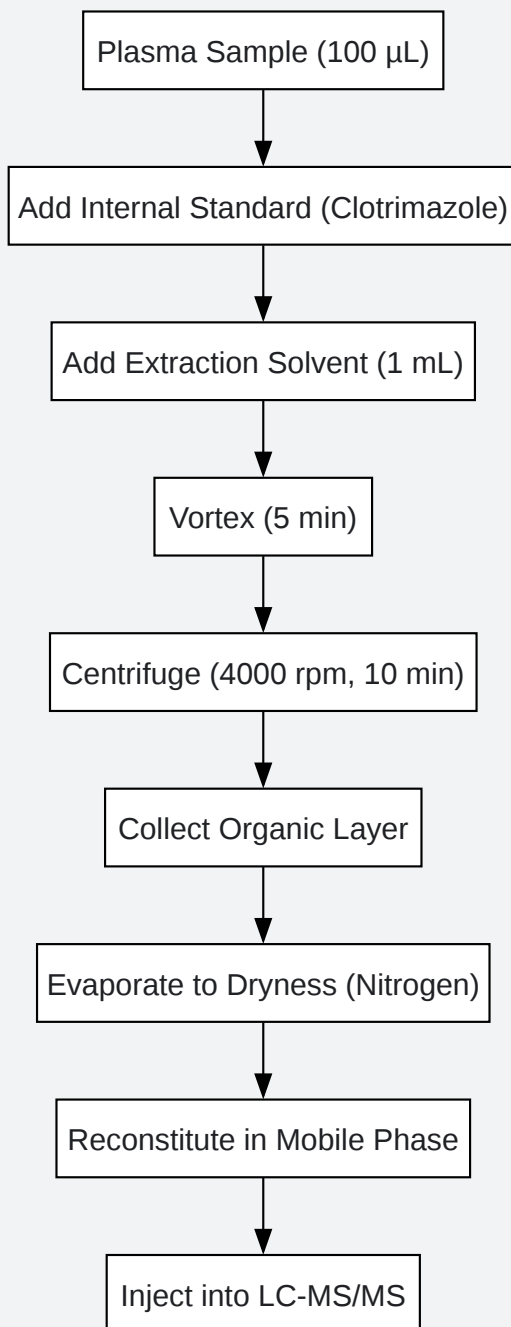 Plasma Sample (100 µL)
Add Internal Standard (Clotrimazole)
Add Extraction Solvent (1 mL)
Vortex (5 min)
Centrifuge (4000 rpm, 10 min)
Collect Organic Layer
Evaporate to Dryness (Nitrogen)
Reconstitute in Mobile Phase
Inject into LC-MS/MS